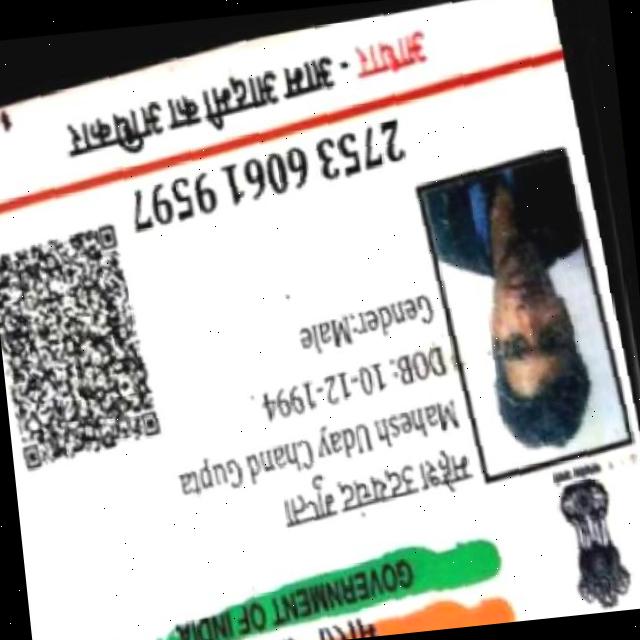 भारत
GOVERNMENT OF INDIA
महेश उदयचंद गुप्ता
Mahesh Uday Chand Gupta
DOB: 10-12-1994
Gender:Male
2753 6061 9597
आधार - आम आदमी का अधिकार